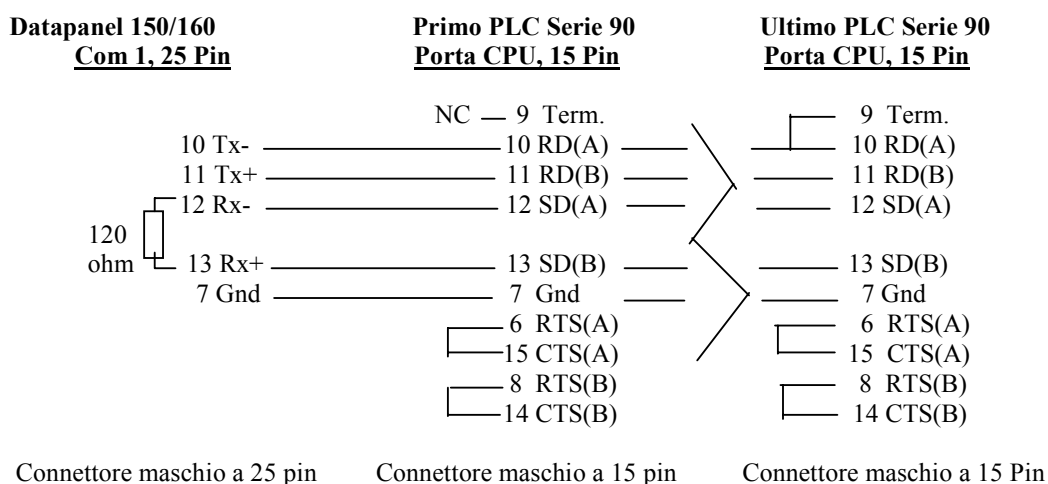 Datapanel 150/160 Primo PLC Serie 90 Ultimo PLC Serie 90
Com 1, 25 Pin Porta CPU, 15 Pin Porta CPU, 15 Pin
NC 9 Term. 9 Term.
10 Tx- 10 RD(A) 10 RD(A)
11 Tx+ 11 RD(B) 11 RD(B)
12 Rx- 12 SD(A) 12 SD(A)
120
ohm 13 Rx+ 13 SD(B) 13 SD(B)
7 Gnd 7 Gnd 7 Gnd
6 RTS(A) 6 RTS(A)
15 CTS(A) 15 CTS(A)
8 RTS(B) 8 RTS(B)
14 CTS(B) 14 CTS(B)
Connettore maschio a 25 pin Connettore maschio a 15 pin Connettore maschio a 15 Pin